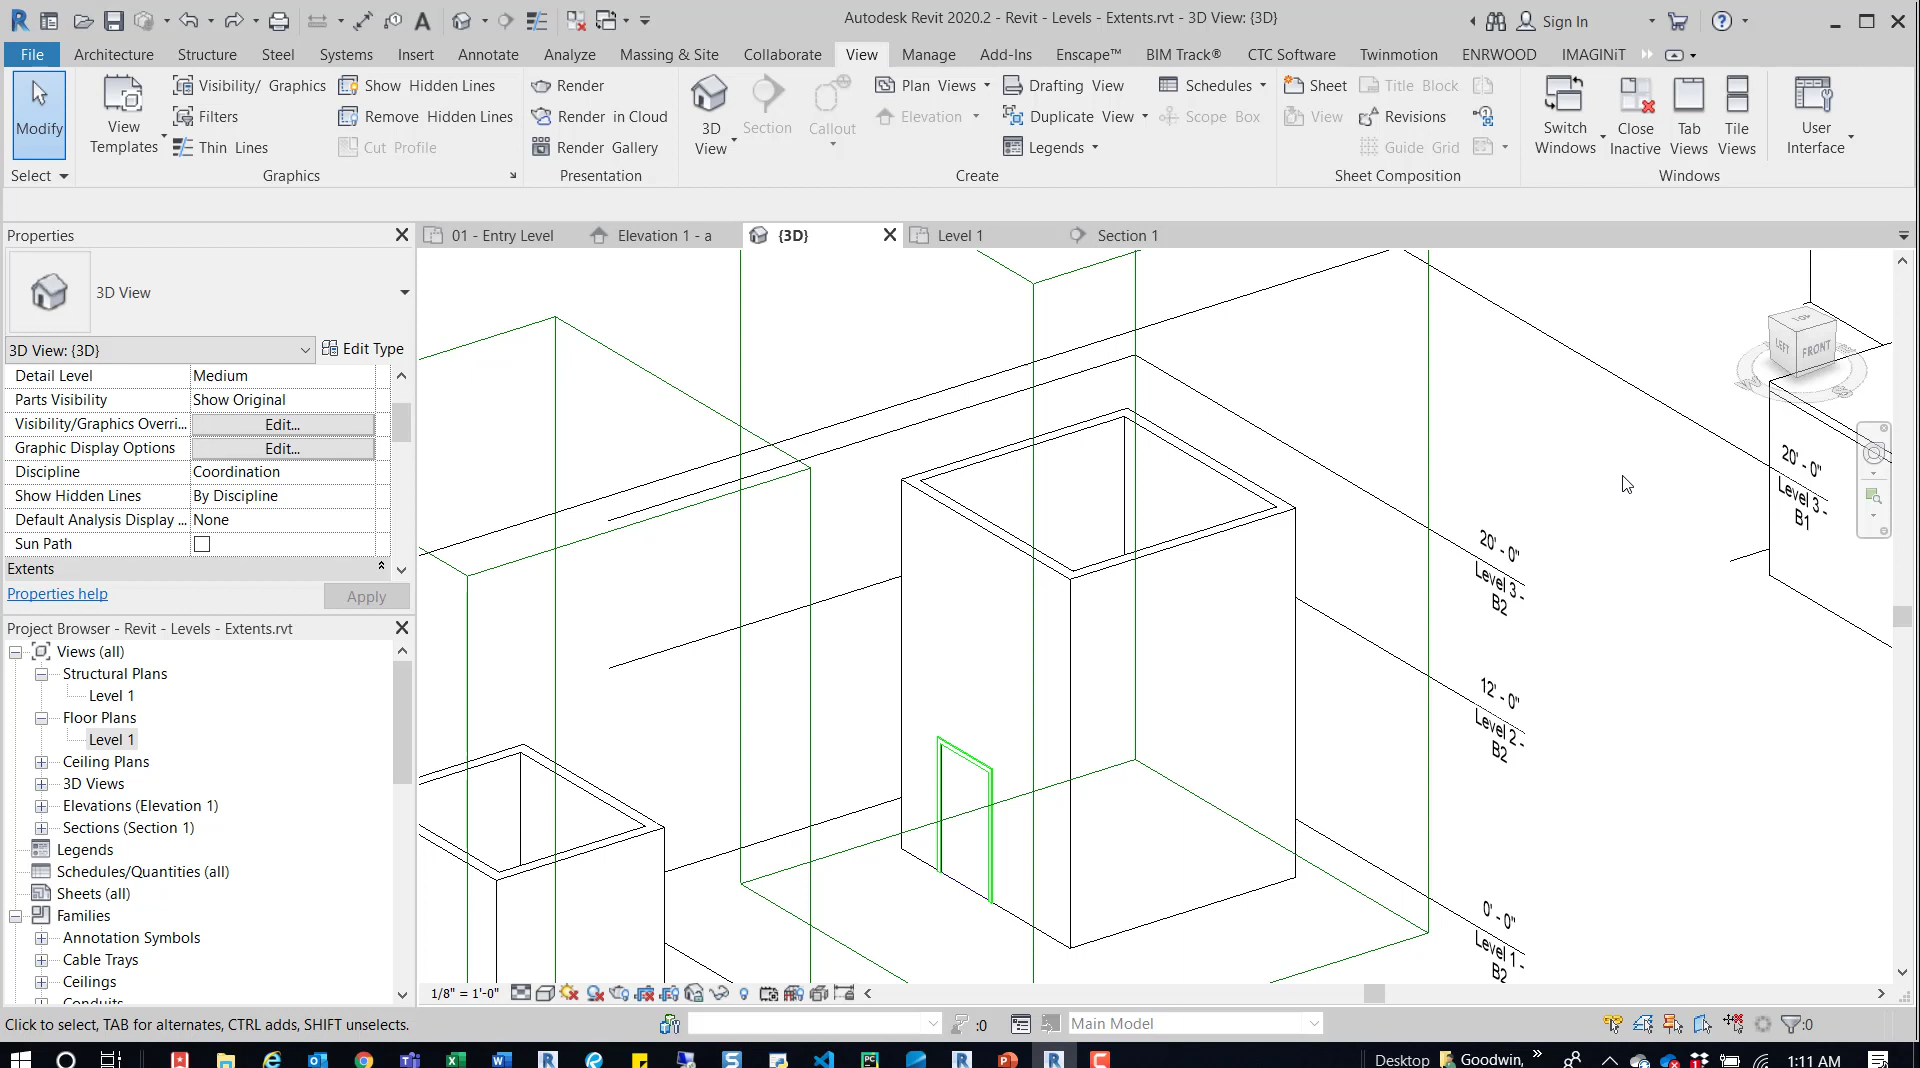 Autodesk Revit 2020.2 - Revit - Levels - Extents.rvt - 3D View: {3D}
Sign In
File Architecture Structure Steel Systems Insert Annotate Analyze Massing & Site Collaborate View Manage Add-Ins Enscape™ BIM Track® CTC Software Twinmotion ENRWOOD IMAGINiT
Modify
View Templates
Visibility/ Graphics
Filters
Thin Lines
Show Hidden Lines
Remove Hidden Lines
Cut Profile
Render
Render in Cloud
Render Gallery
3D View
Section
Callout
Plan Views
Elevation
Drafting View
Duplicate View
Legends
Schedules
Scope Box
Sheet
View
Title Block
Revisions
Guide Grid
Switch Windows
Close Inactive
Tab Views
Tile Views
User Interface
Select
Graphics
Presentation
Create
Sheet Composition
Windows
Properties
01 - Entry Level
Elevation 1 - a
{3D}
Level 1
Section 1
3D View
3D View: {3D}
Edit Type
Detail Level Medium
Parts Visibility Show Original
Visibility/Graphics Overri... Edit...
Graphic Display Options Edit...
Discipline Coordination
Show Hidden Lines By Discipline
Default Analysis Display ... None
Sun Path
Extents
Properties help
Apply
Project Browser - Revit - Levels - Extents.rvt
Views (all)
Structural Plans
Level 1
Floor Plans
Level 1
Ceiling Plans
3D Views
Elevations (Elevation 1)
Sections (Section 1)
Legends
Schedules/Quantities (all)
Sheets (all)
Families
Annotation Symbols
Cable Trays
Ceilings
Conduits
TOP
LEFT
FRONT
W
S
20' - 0"
Level 3 -
B1
20' - 0"
Level 3 -
B2
12' - 0"
Level 2 -
B2
0' - 0"
Level 1 -
B2
1/8" = 1'-0"
Click to select, TAB for alternates, CTRL adds, SHIFT unselects.
:0
Main Model
:0
Desktop
Goodwin,
1:11 AM